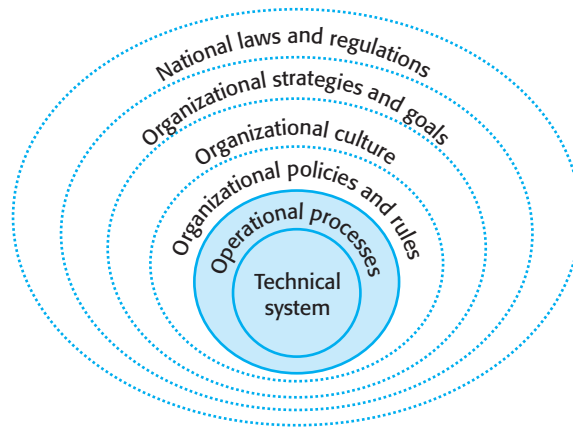 National laws and regulations
Organizational strategies and goals
Organizational culture
Organizational policies and rules
Operational processes
Technical
system